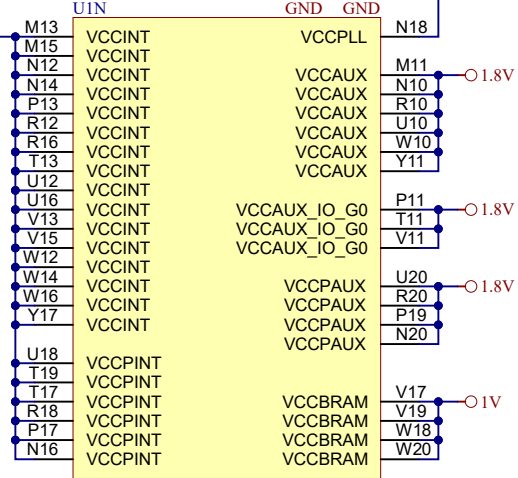 U1N GND GND
M13 VCCINT VCCPLL N18
M15 VCCINT
N12 VCCINT VCCAUX M11 1.8V
N14 VCCINT VCCAUX N10
P13 VCCINT VCCAUX R10
R12 VCCINT VCCAUX U10
R16 VCCINT VCCAUX W10
T13 VCCINT VCCAUX Y11
U12 VCCINT
U16 VCCINT VCCAUX_IO_G0 P11 1.8V
V13 VCCINT VCCAUX_IO_G0 T11
V15 VCCINT VCCAUX_IO_G0 V11
W12 VCCINT
W14 VCCINT VCCPAUX U20 1.8V
W16 VCCINT VCCPAUX R20
Y17 VCCINT VCCPAUX P19
VCCPAUX N20
U18 VCCPINT
T19 VCCPINT
T17 VCCPINT VCCBRAM V17 1V
R18 VCCPINT VCCBRAM V19
P17 VCCPINT VCCBRAM W18
N16 VCCPINT VCCBRAM W20